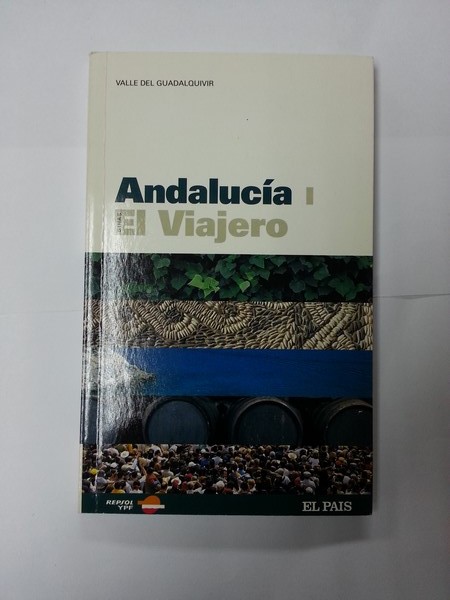 VALLE DEL GUADALQUIVIR
Andalucía I
El Viajero
REPSOL
YPF
EL PAIS